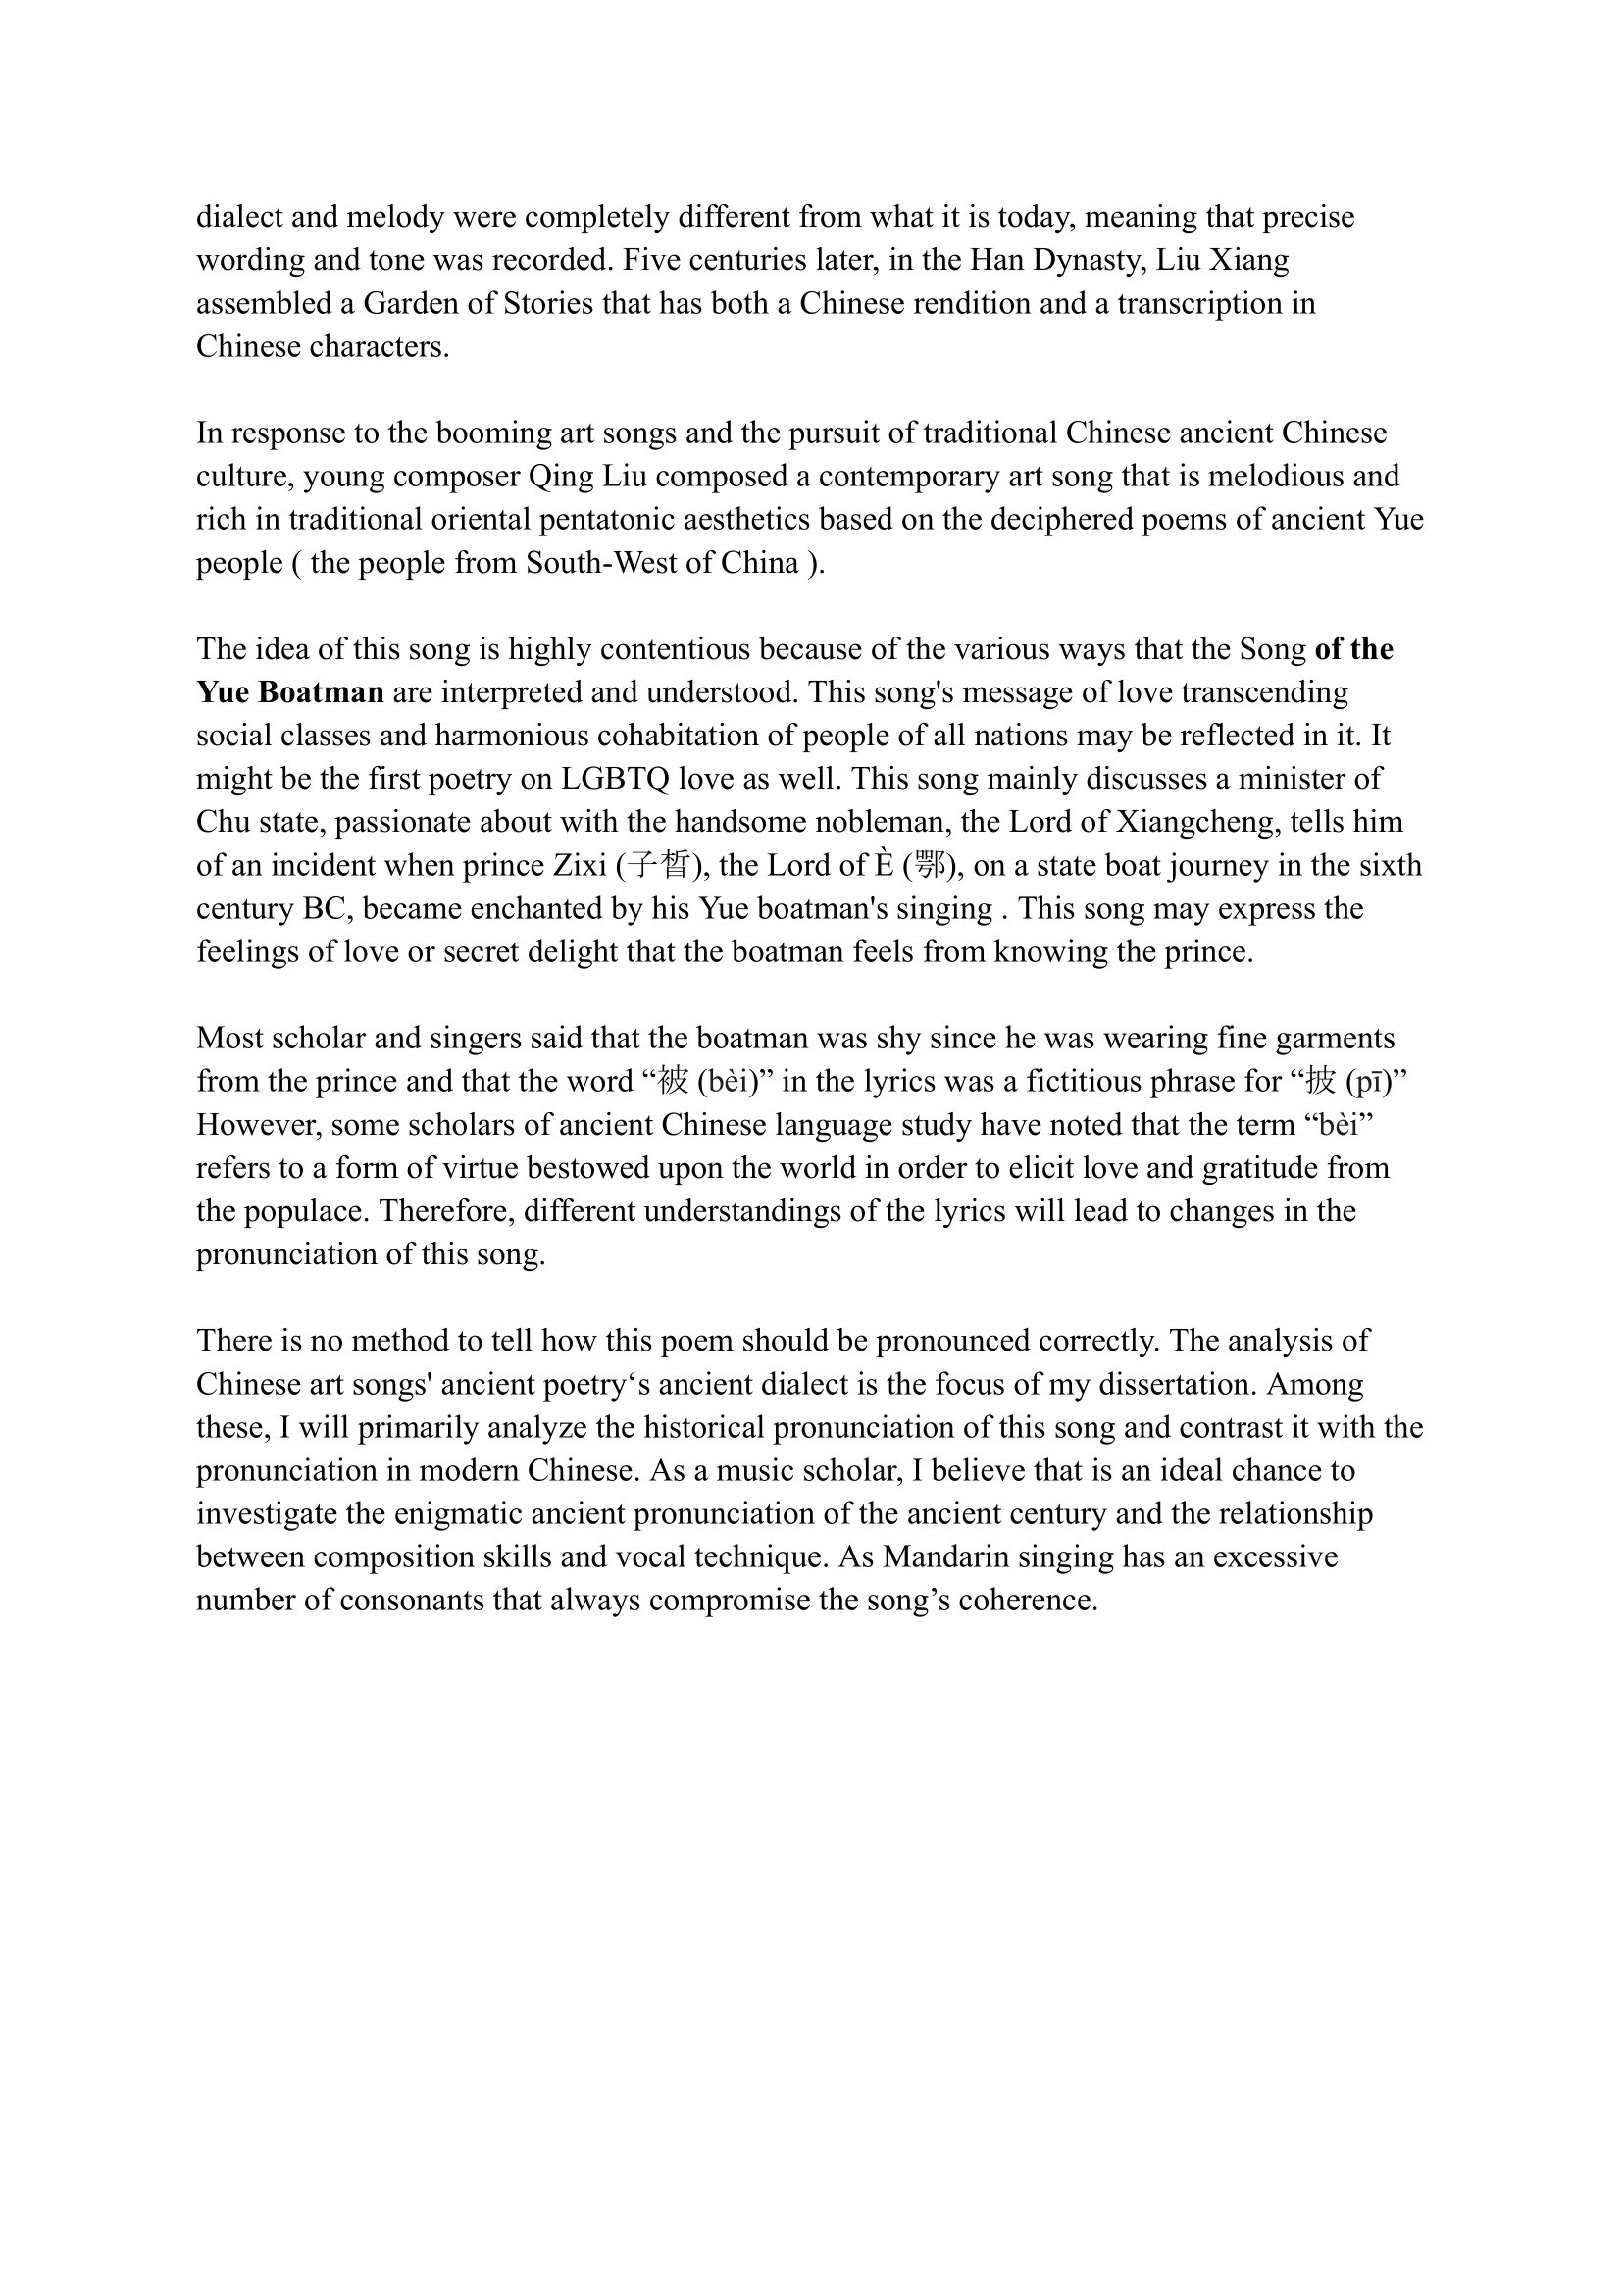 dialect and melody were completely different from what it is today, meaning that precise
wording and tone was recorded. Five centuries later, in the Han Dynasty, Liu Xiang
assembled a Garden of Stories that has both a Chinese rendition and a transcription in
Chinese characters.
In response to the booming art songs and the pursuit of traditional Chinese ancient Chinese
culture, young composer Qing Liu composed a contemporary art song that is melodious and
rich in traditional oriental pentatonic aesthetics based on the deciphered poems of ancient Yue
people ( the people from South-West of China ).
The idea of this song is highly contentious because of the various ways that the Song of the
Yue Boatman are interpreted and understood. This song's message of love transcending
social classes and harmonious cohabitation of people of all nations may be reflected in it. It
might be the first poetry on LGBTQ love as well. This song mainly discusses a minister of
Chu state, passionate about with the handsome nobleman, the Lord of Xiangcheng, tells him
of an incident when prince Zixi (子皙), the Lord of È (鄂), on a state boat journey in the sixth
century BC, became enchanted by his Yue boatman's singing . This song may express the
feelings of love or secret delight that the boatman feels from knowing the prince.
Most scholar and singers said that the boatman was shy since he was wearing fine garments
from the prince and that the word “被 (bèi)” in the lyrics was a fictitious phrase for “披 (pī)”
However, some scholars of ancient Chinese language study have noted that the term “bèi”
refers to a form of virtue bestowed upon the world in order to elicit love and gratitude from
the populace. Therefore, different understandings of the lyrics will lead to changes in the
pronunciation of this song.
There is no method to tell how this poem should be pronounced correctly. The analysis of
Chinese art songs' ancient poetry‘s ancient dialect is the focus of my dissertation. Among
these, I will primarily analyze the historical pronunciation of this song and contrast it with the
pronunciation in modern Chinese. As a music scholar, I believe that is an ideal chance to
investigate the enigmatic ancient pronunciation of the ancient century and the relationship
between composition skills and vocal technique. As Mandarin singing has an excessive
number of consonants that always compromise the song’s coherence.